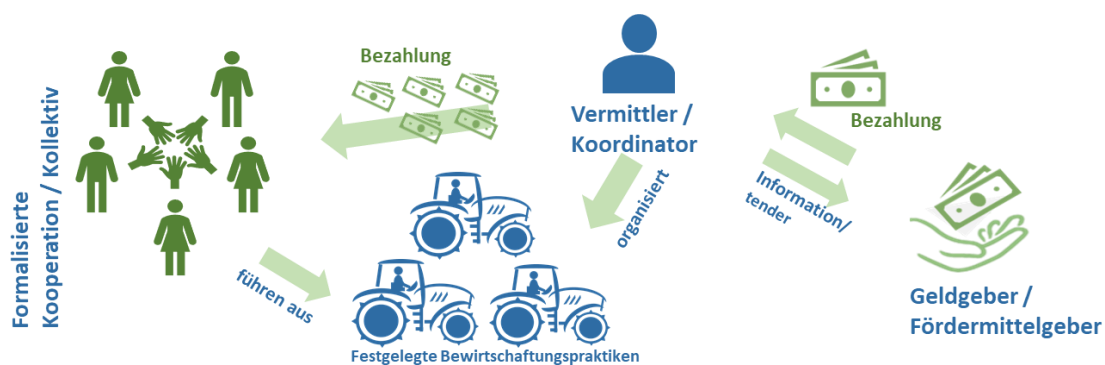 Formalisierte
Kooperation / Kollektiv
Bezahlung
Vermittler /
Koordinator
Bezahlung
organisiert
Information/
tender
führen aus
Geldgeber /
Fördermittelgeber
Festgelegte Bewirtschaftungspraktiken